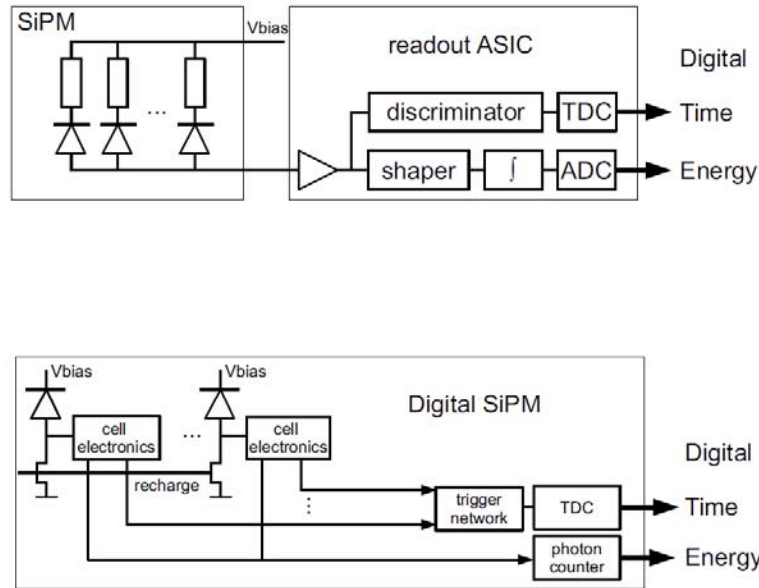 SiPM
Vbias
readout ASIC
Digital
...
discriminator
TDC
Time
shaper
∫
ADC
Energy
Vbias
Vbias
Digital SiPM
cell
electronics
...
cell
electronics
Digital
recharge
...
trigger
network
TDC
Time
photon
counter
Energy